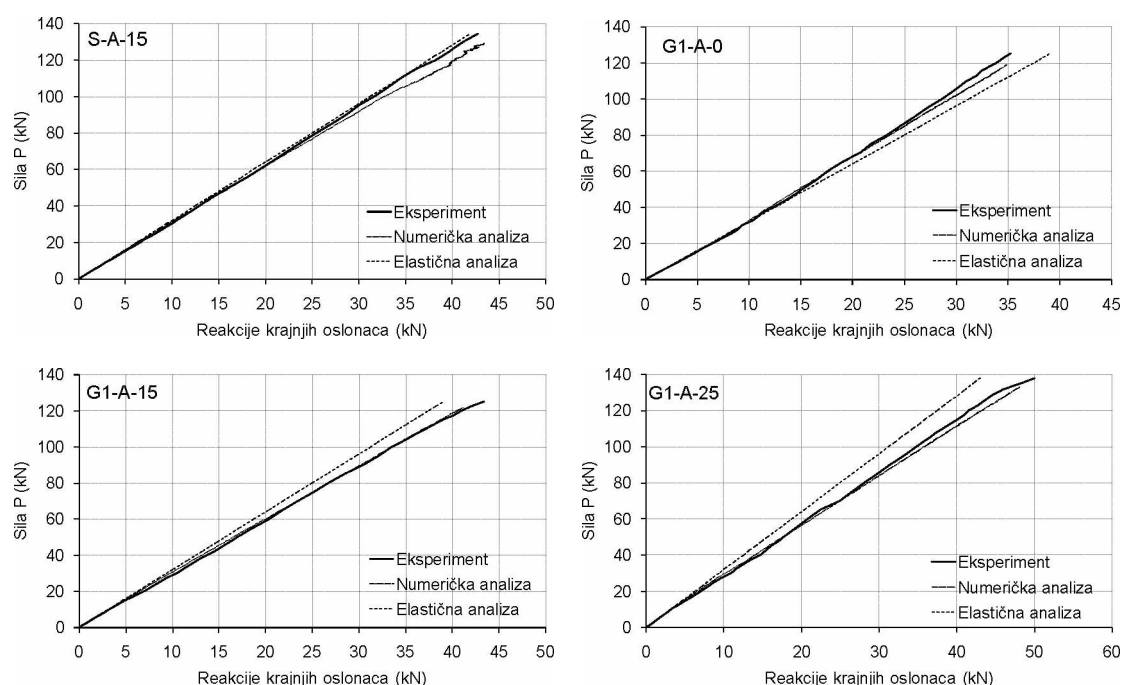 S-A-15
Sila P (kN)
140
120
100
80
60
40
20
0
Eksperiment
Numerička analiza
Elastična analiza
0 5 10 15 20 25 30 35 40 45 50
Reakcije krajnjih oslonaca (kN)
G1-A-0
Sila P (kN)
140
120
100
80
60
40
20
0
Eksperiment
Numerička analiza
Elastična analiza
0 5 10 15 20 25 30 35 40 45
Reakcije krajnjih oslonaca (kN)
G1-A-15
Sila P (kN)
140
120
100
80
60
40
20
0
Eksperiment
Numerička analiza
Elastična analiza
0 5 10 15 20 25 30 35 40 45 50
Reakcije krajnjih oslonaca (kN)
G1-A-25
Sila P (kN)
140
120
100
80
60
40
20
0
Eksperiment
Numerička analiza
Elastična analiza
0 10 20 30 40 50 60
Reakcije krajnjih oslonaca (kN)